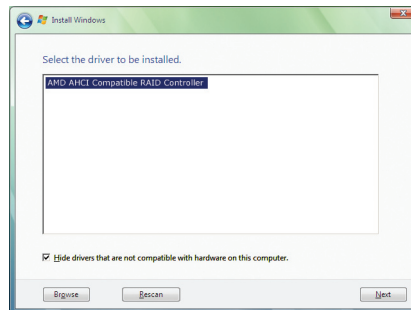 Install Windows
Select the driver to be installed.
AMD AHCI Compatible RAID Controller
Hide drivers that are not compatible with hardware on this computer.
Browse
Rescan
Next